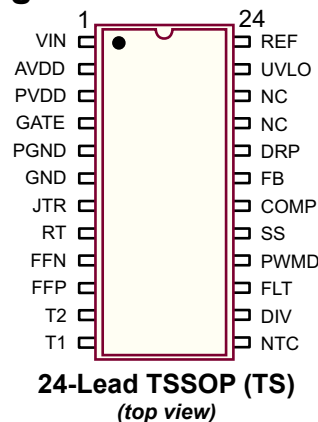 1 24
VIN REF
AVDD UVLO
PVDD NC
GATE NC
PGND DRP
GND FB
JTR COMP
RT SS
FFN PWMD
FFP FLT
T2 DIV
T1 NTC
24-Lead TSSOP (TS)
(top view)